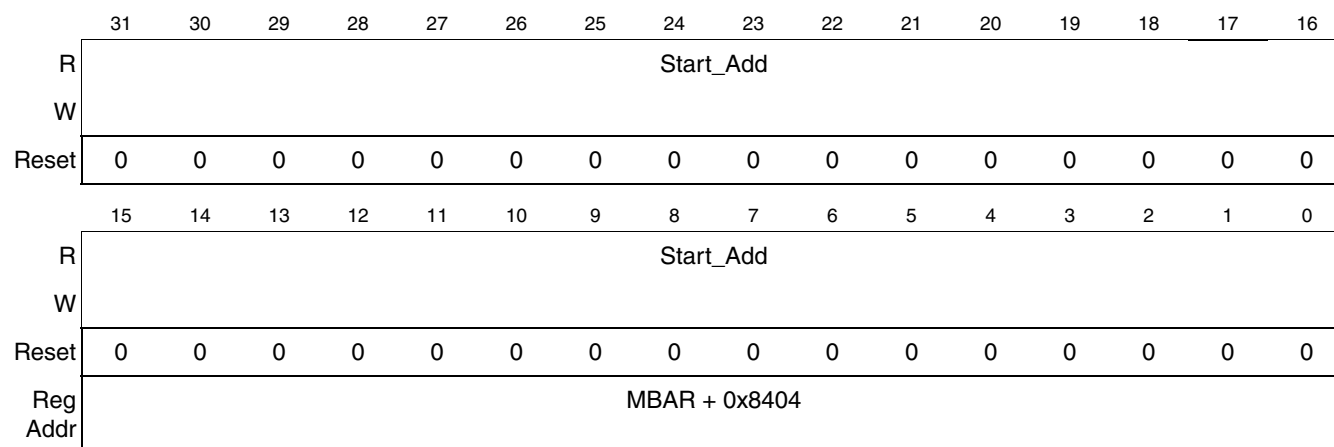 31 30 29 28 27 26 25 24 23 22 21 20 19 18 17 16
R Start_Add
W
Reset 0 0 0 0 0 0 0 0 0 0 0 0 0 0 0 0
15 14 13 12 11 10 9 8 7 6 5 4 3 2 1 0
R Start_Add
W
Reset 0 0 0 0 0 0 0 0 0 0 0 0 0 0 0 0
Reg MBAR + 0x8404
Addr